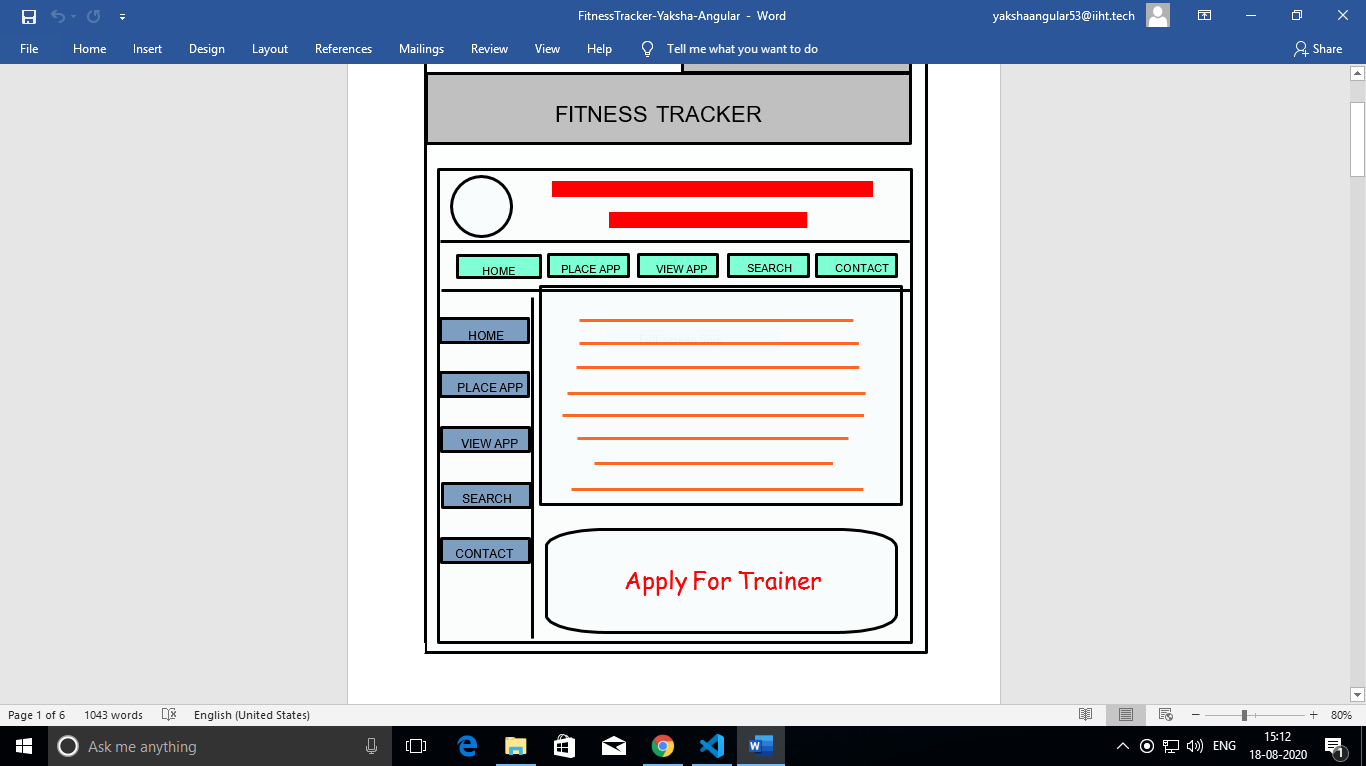 FitnessTracker-Yaksha-Angular - Word
yakshaangular53@iiht.tech
File Home Insert Design Layout References Mailings Review View Help Tell me what you want to do Share
FITNESS TRACKER
HOME PLACE APP VIEW APP SEARCH CONTACT
HOME
PLACE APP
VIEW APP
SEARCH
CONTACT
Apply For Trainer
Page 1 of 6 1043 words English (United States) 80%
Ask me anything
ENG
15:12
18-08-2020
1